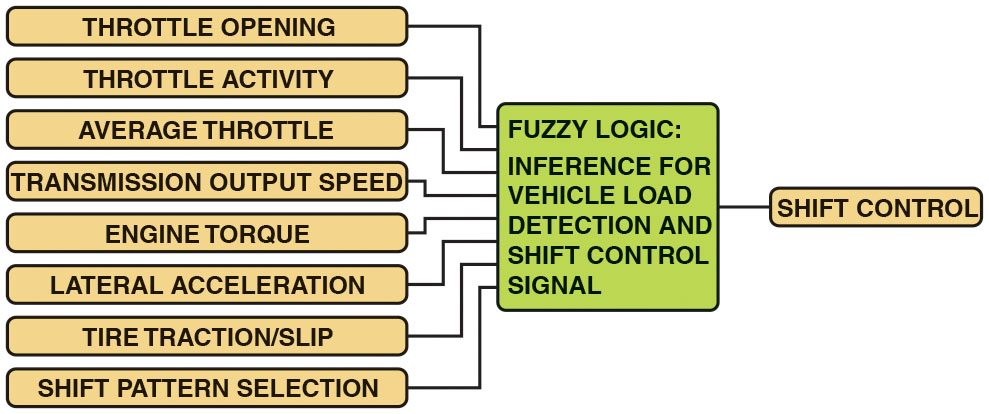 THROTTLE OPENING
THROTTLE ACTIVITY
AVERAGE THROTTLE
TRANSMISSION OUTPUT SPEED
ENGINE TORQUE
LATERAL ACCELERATION
TIRE TRACTION/SLIP
SHIFT PATTERN SELECTION
FUZZY LOGIC:
INFERENCE FOR
VEHICLE LOAD
DETECTION AND
SHIFT CONTROL
SIGNAL
SHIFT CONTROL